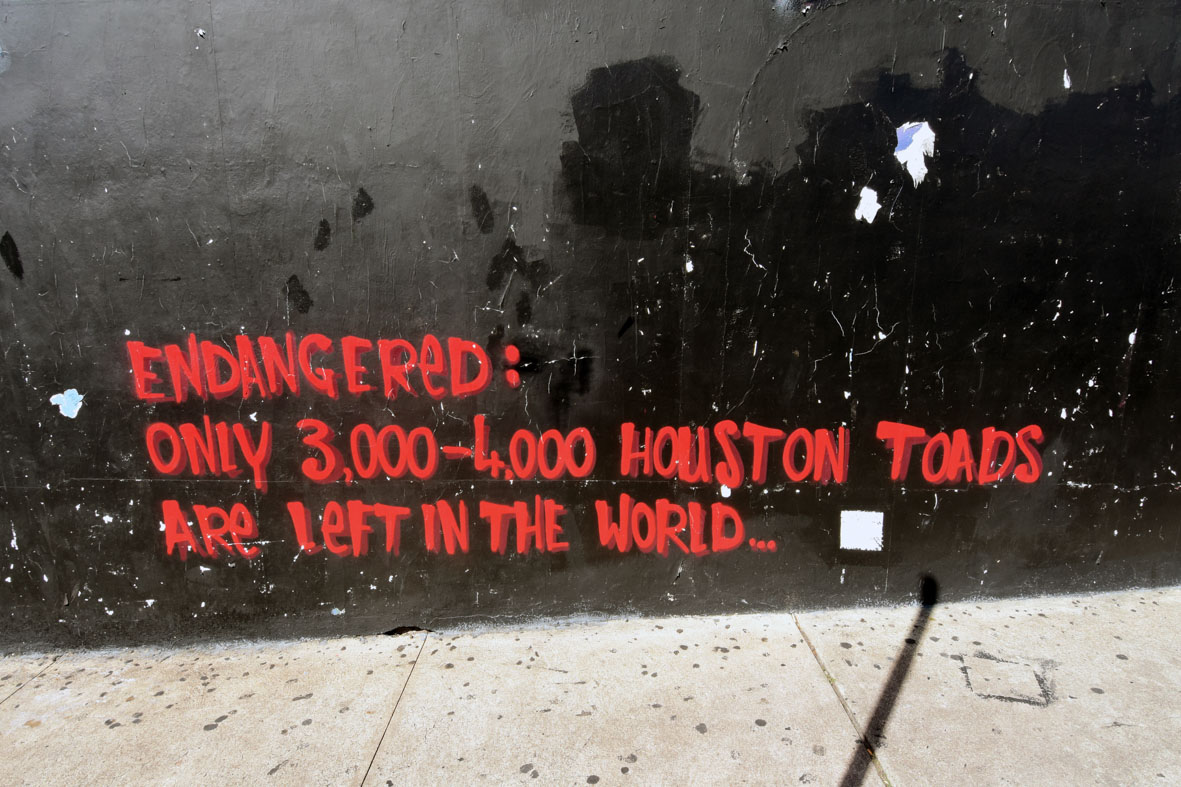 ENDANGEReD:
ONLY 3,000-4,000 HOUSTON TOADS
ARe LeFT IN THE WORLD...